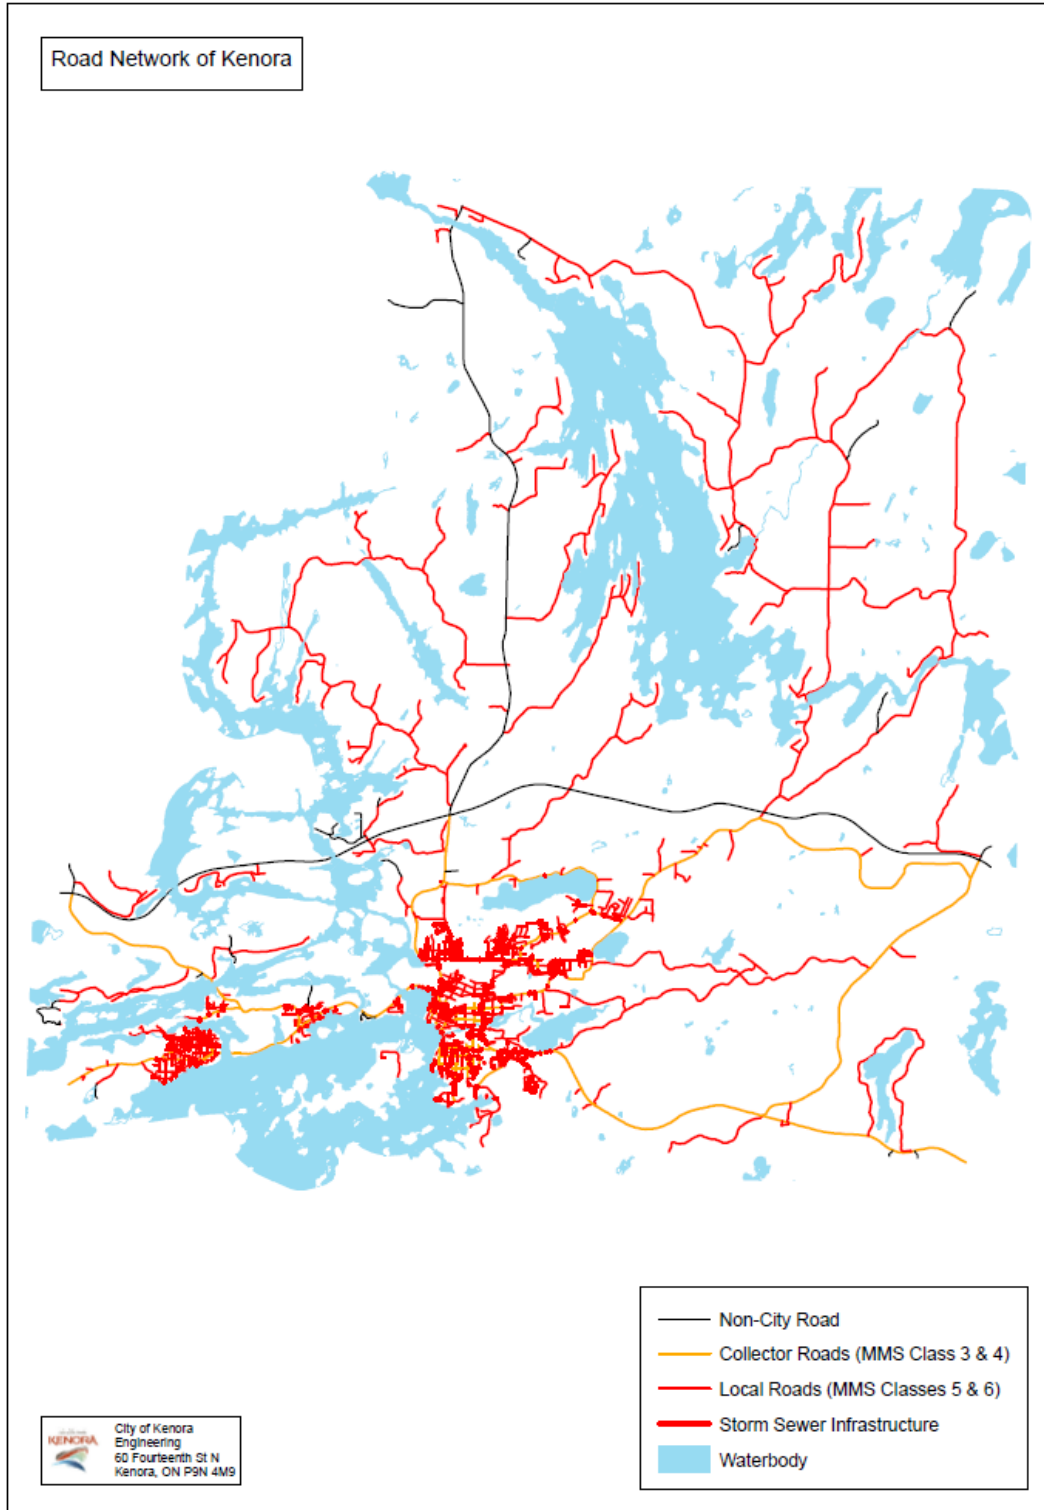 Road Network of Kenora
Non-City Road
Collector Roads (MMS Class 3 & 4)
Local Roads (MMS Classes 5 & 6)
Storm Sewer Infrastructure
Waterbody
KENORA
City of Kenora
Engineering
60 Fourteenth St N
Kenora, ON P9N 4M9